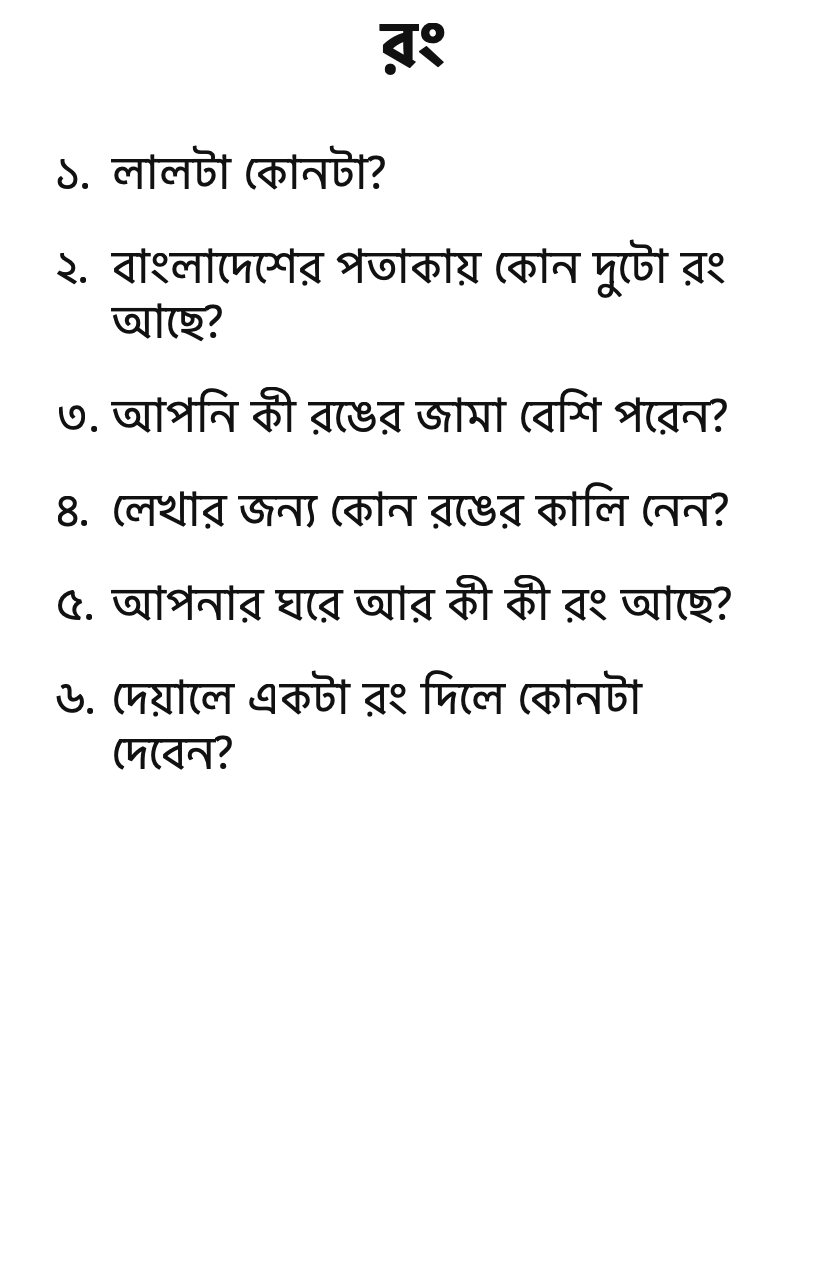 রং
১. লালটা কোনটা?
২. বাংলাদেশের পতাকায় কোন দুটো রং
আছে?
৩. আপনি কী রঙের জামা বেশি পরেন?
৪. লেখার জন্য কোন রঙের কালি নেন?
৫. আপনার ঘরে আর কী কী রং আছে?
৬. দেয়ালে একটা রং দিলে কোনটা
দেবেন?